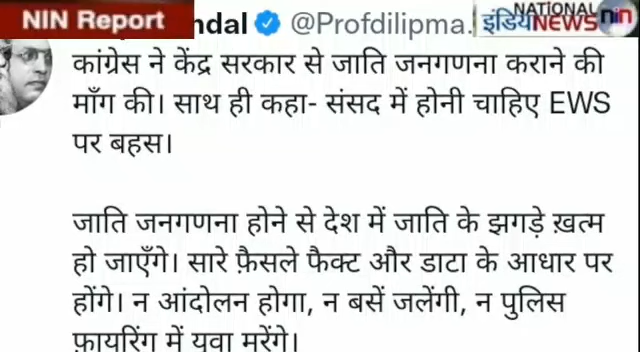 NIN Report
ndal @Profdilipma.
NATIONAL
इंडिया NEWS nin
कांग्रेस ने केंद्र सरकार से जाति जनगणना कराने की
माँग की। साथ ही कहा- संसद में होनी चाहिए EWS
पर बहस।
जाति जनगणना होने से देश में जाति के झगड़े ख़त्म
हो जाएँगे। सारे फ़ैसले फैक्ट और डाटा के आधार पर
होंगे। न आंदोलन होगा, न बसें जलेंगी, न पुलिस
फ़ायरिंग में युवा मरेंगे।